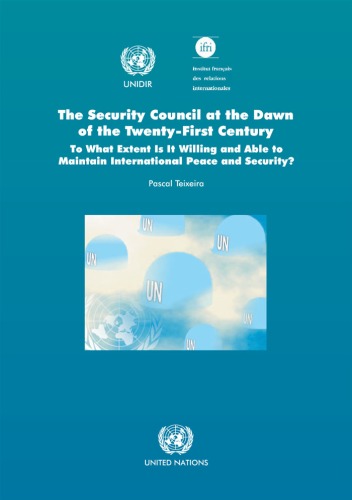 UNIDIR
ifri
Institut français
des relations
internationales
The Security Council at the Dawn
of the Twenty-First Century
To What Extent Is It Willing and Able to
Maintain International Peace and Security?
Pascal Teixeira
UN
UN
UN
UN
UNITED NATIONS